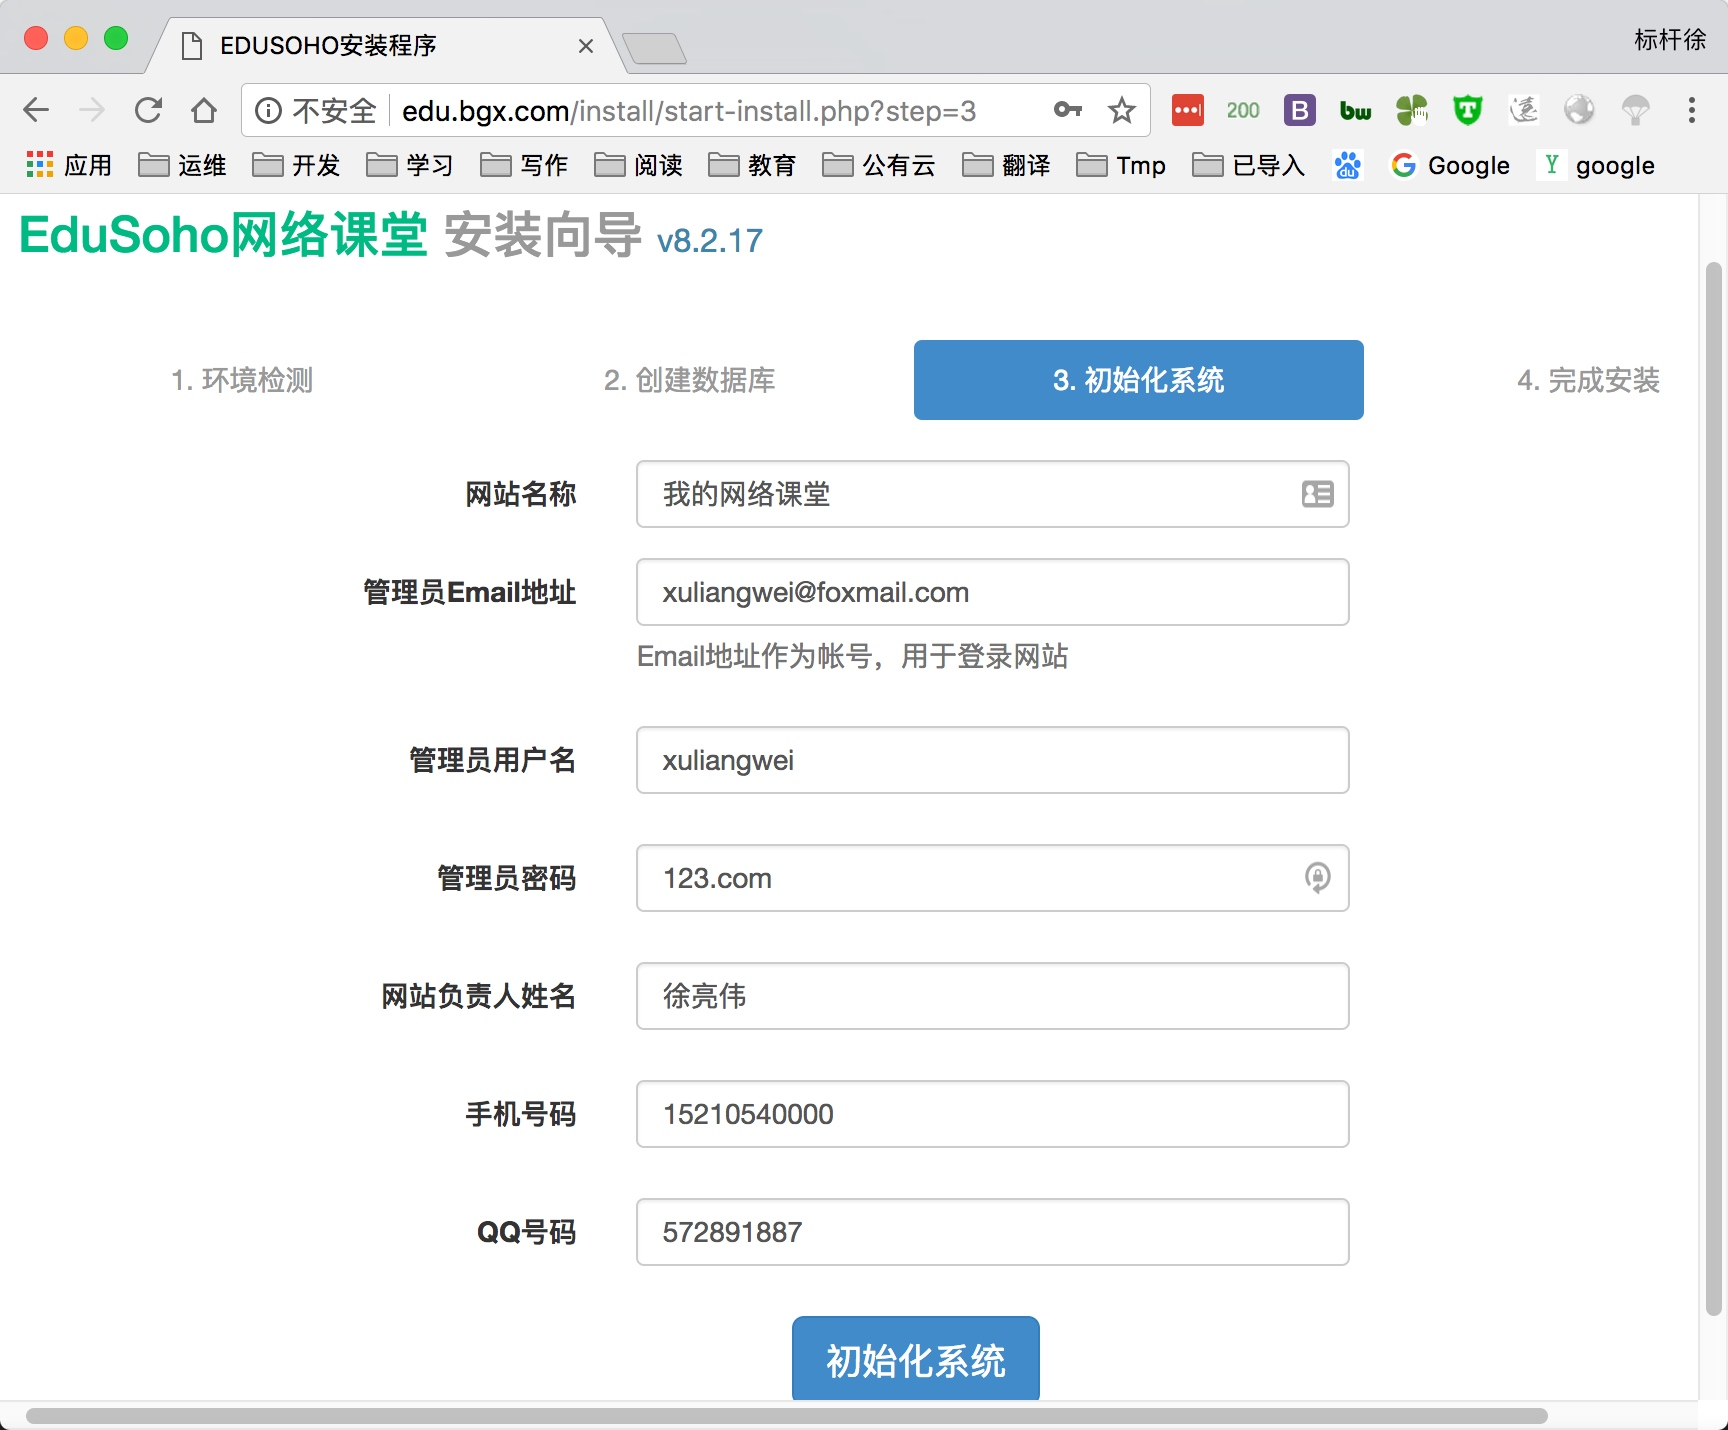 EDUSOHO安装程序
标杆徐
不安全 edu.bgx.com/install/start-install.php?step=3
200 B bw T
应用 运维 开发 学习 写作 阅读 教育 公有云 翻译 Tmp 已导入 du Google Y google
EduSoho网络课堂 安装向导 v8.2.17
1. 环境检测 2. 创建数据库 3. 初始化系统 4. 完成安装
网站名称 我的网络课堂
管理员Email地址 xuliangwei@foxmail.com
Email地址作为帐号，用于登录网站
管理员用户名 xuliangwei
管理员密码 123.com
网站负责人姓名 徐亮伟
手机号码 15210540000
QQ号码 572891887
初始化系统